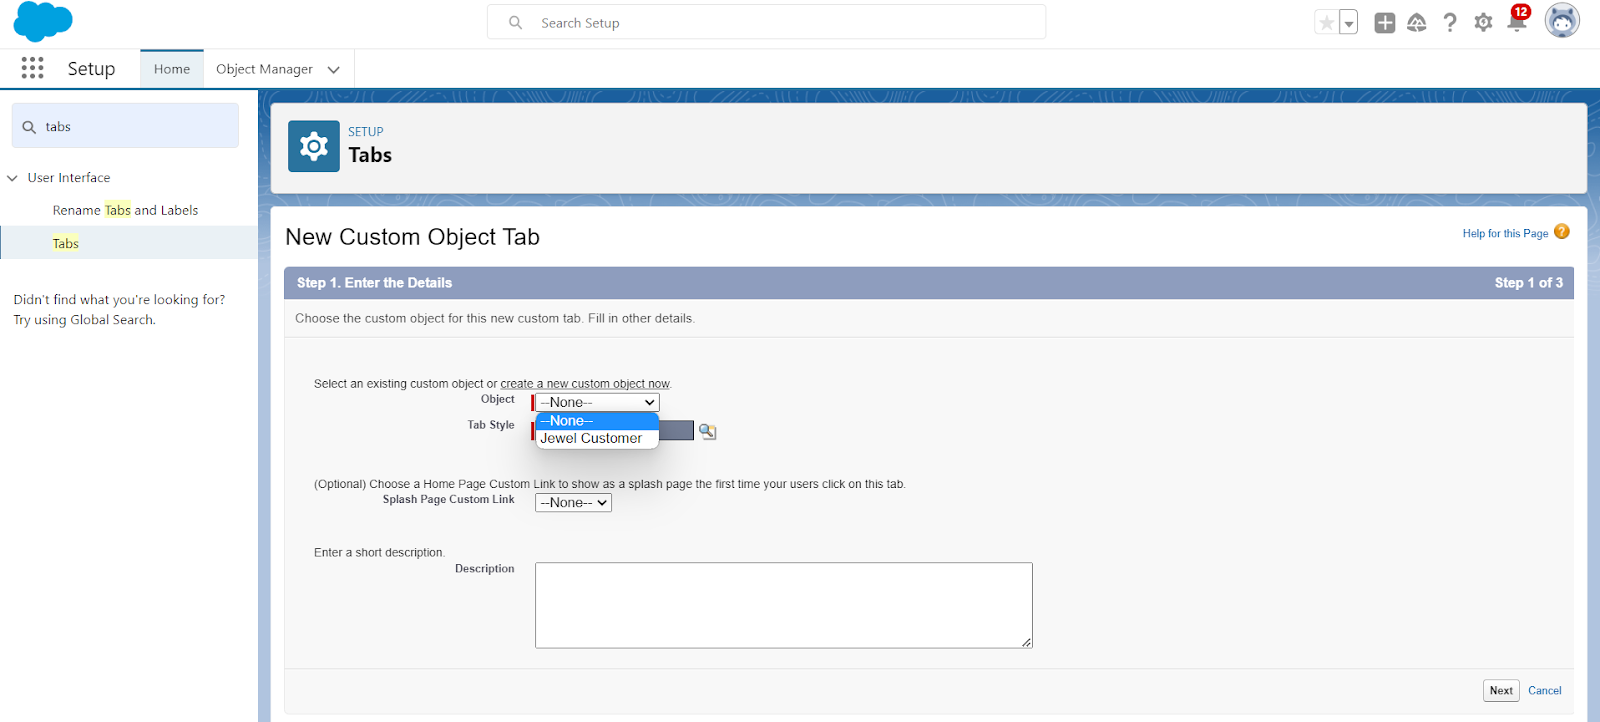 Search Setup
12
Setup
Home
Object Manager
tabs
User Interface
Rename Tabs and Labels
Tabs
Didn't find what you're looking for?
Try using Global Search.
SETUP
Tabs
New Custom Object Tab
Help for this Page ?
Step 1. Enter the Details
Step 1 of 3
Choose the custom object for this new custom tab. Fill in other details.
Select an existing custom object or create a new custom object now.
Object
--None--
--None--
Jewel Customer
Tab Style
(Optional) Choose a Home Page Custom Link to show as a splash page the first time your users click on this tab.
Splash Page Custom Link
--None--
Enter a short description.
Description
Next
Cancel